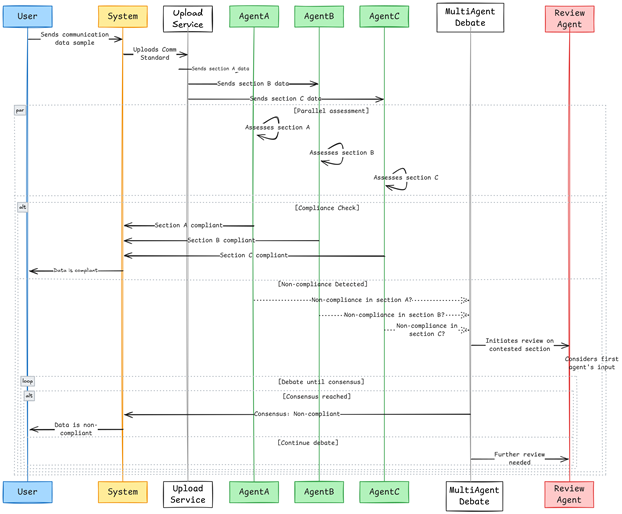 User
System
Upload
Service
AgentA
AgentB
AgentC
MultiAgent
Debate
Review
Agent
Sends communication
data sample
Uploads Comm
Standard
Sends section A_data
Sends section B data
Sends section C data
par
[Parallel assessment]
Assesses section A
Assesses section B
Assesses section C
alt
[Compliance Check]
Section A compliant
Section B compliant
Section C compliant
Data is compliant
[Non-compliance Detected]
Non-compliance in section A?
Non-compliance in section B?
Non-compliance in
section C?
Initiates review on
contested section
Considers first
agent's input
loop
[Debate until consensus]
alt
[Consensus reached]
Consensus: Non-compliant
Data is non-
compliant
[Continue debate]
Further review
needed
User
System
Upload
Service
AgentA
AgentB
AgentC
MultiAgent
Debate
Review
Agent